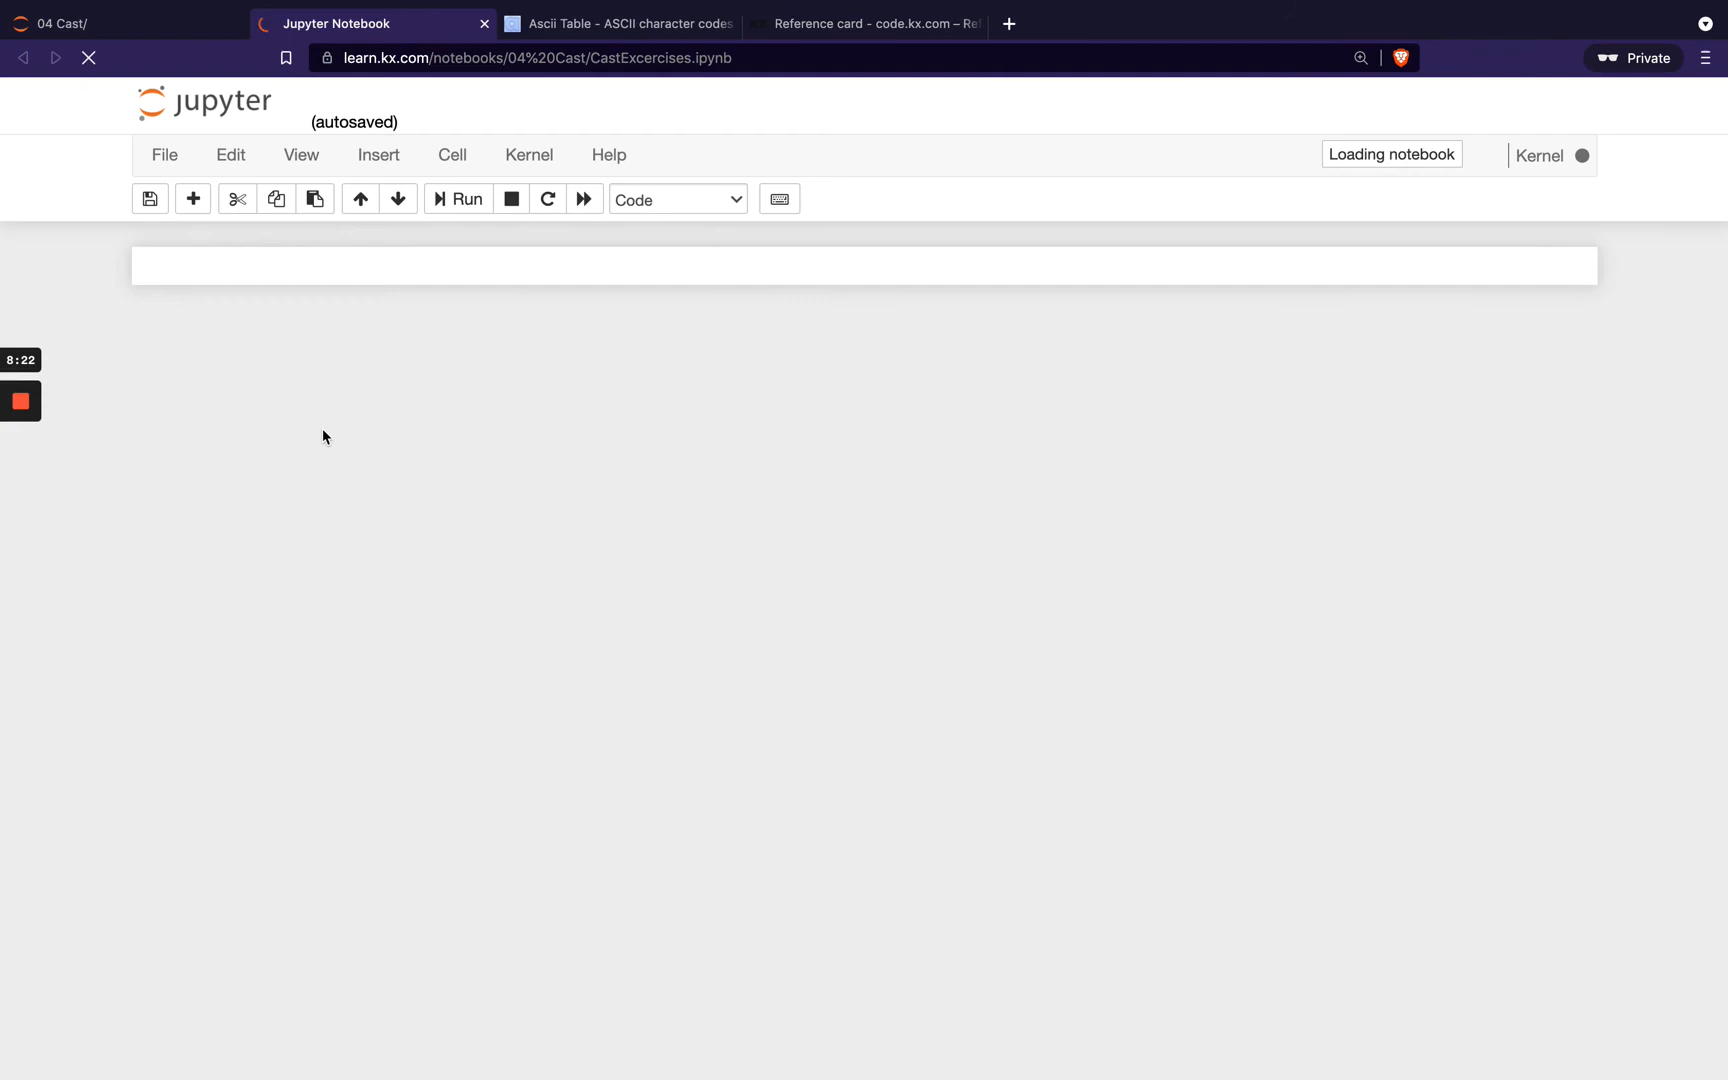 04 Cast/
Jupyter Notebook
Ascii Table - ASCII character codes
Reference card - code.kx.com – Re
learn.kx.com/notebooks/04%20Cast/CastExcercises.ipynb
Private
jupyter
(autosaved)
File Edit View Insert Cell Kernel Help
Loading notebook
Kernel
Run
Code
8:22